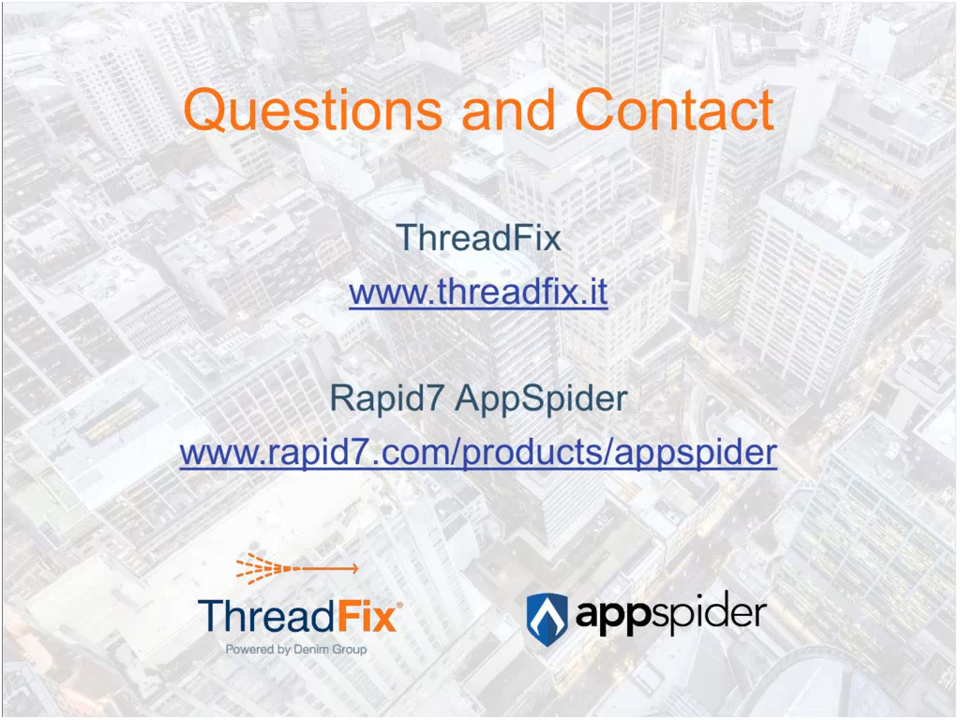 Questions and Contact
ThreadFix
www.threadfix.it
Rapid7 AppSpider
www.rapid7.com/products/appspider
ThreadFix®
Powered by Denim Group
appspider